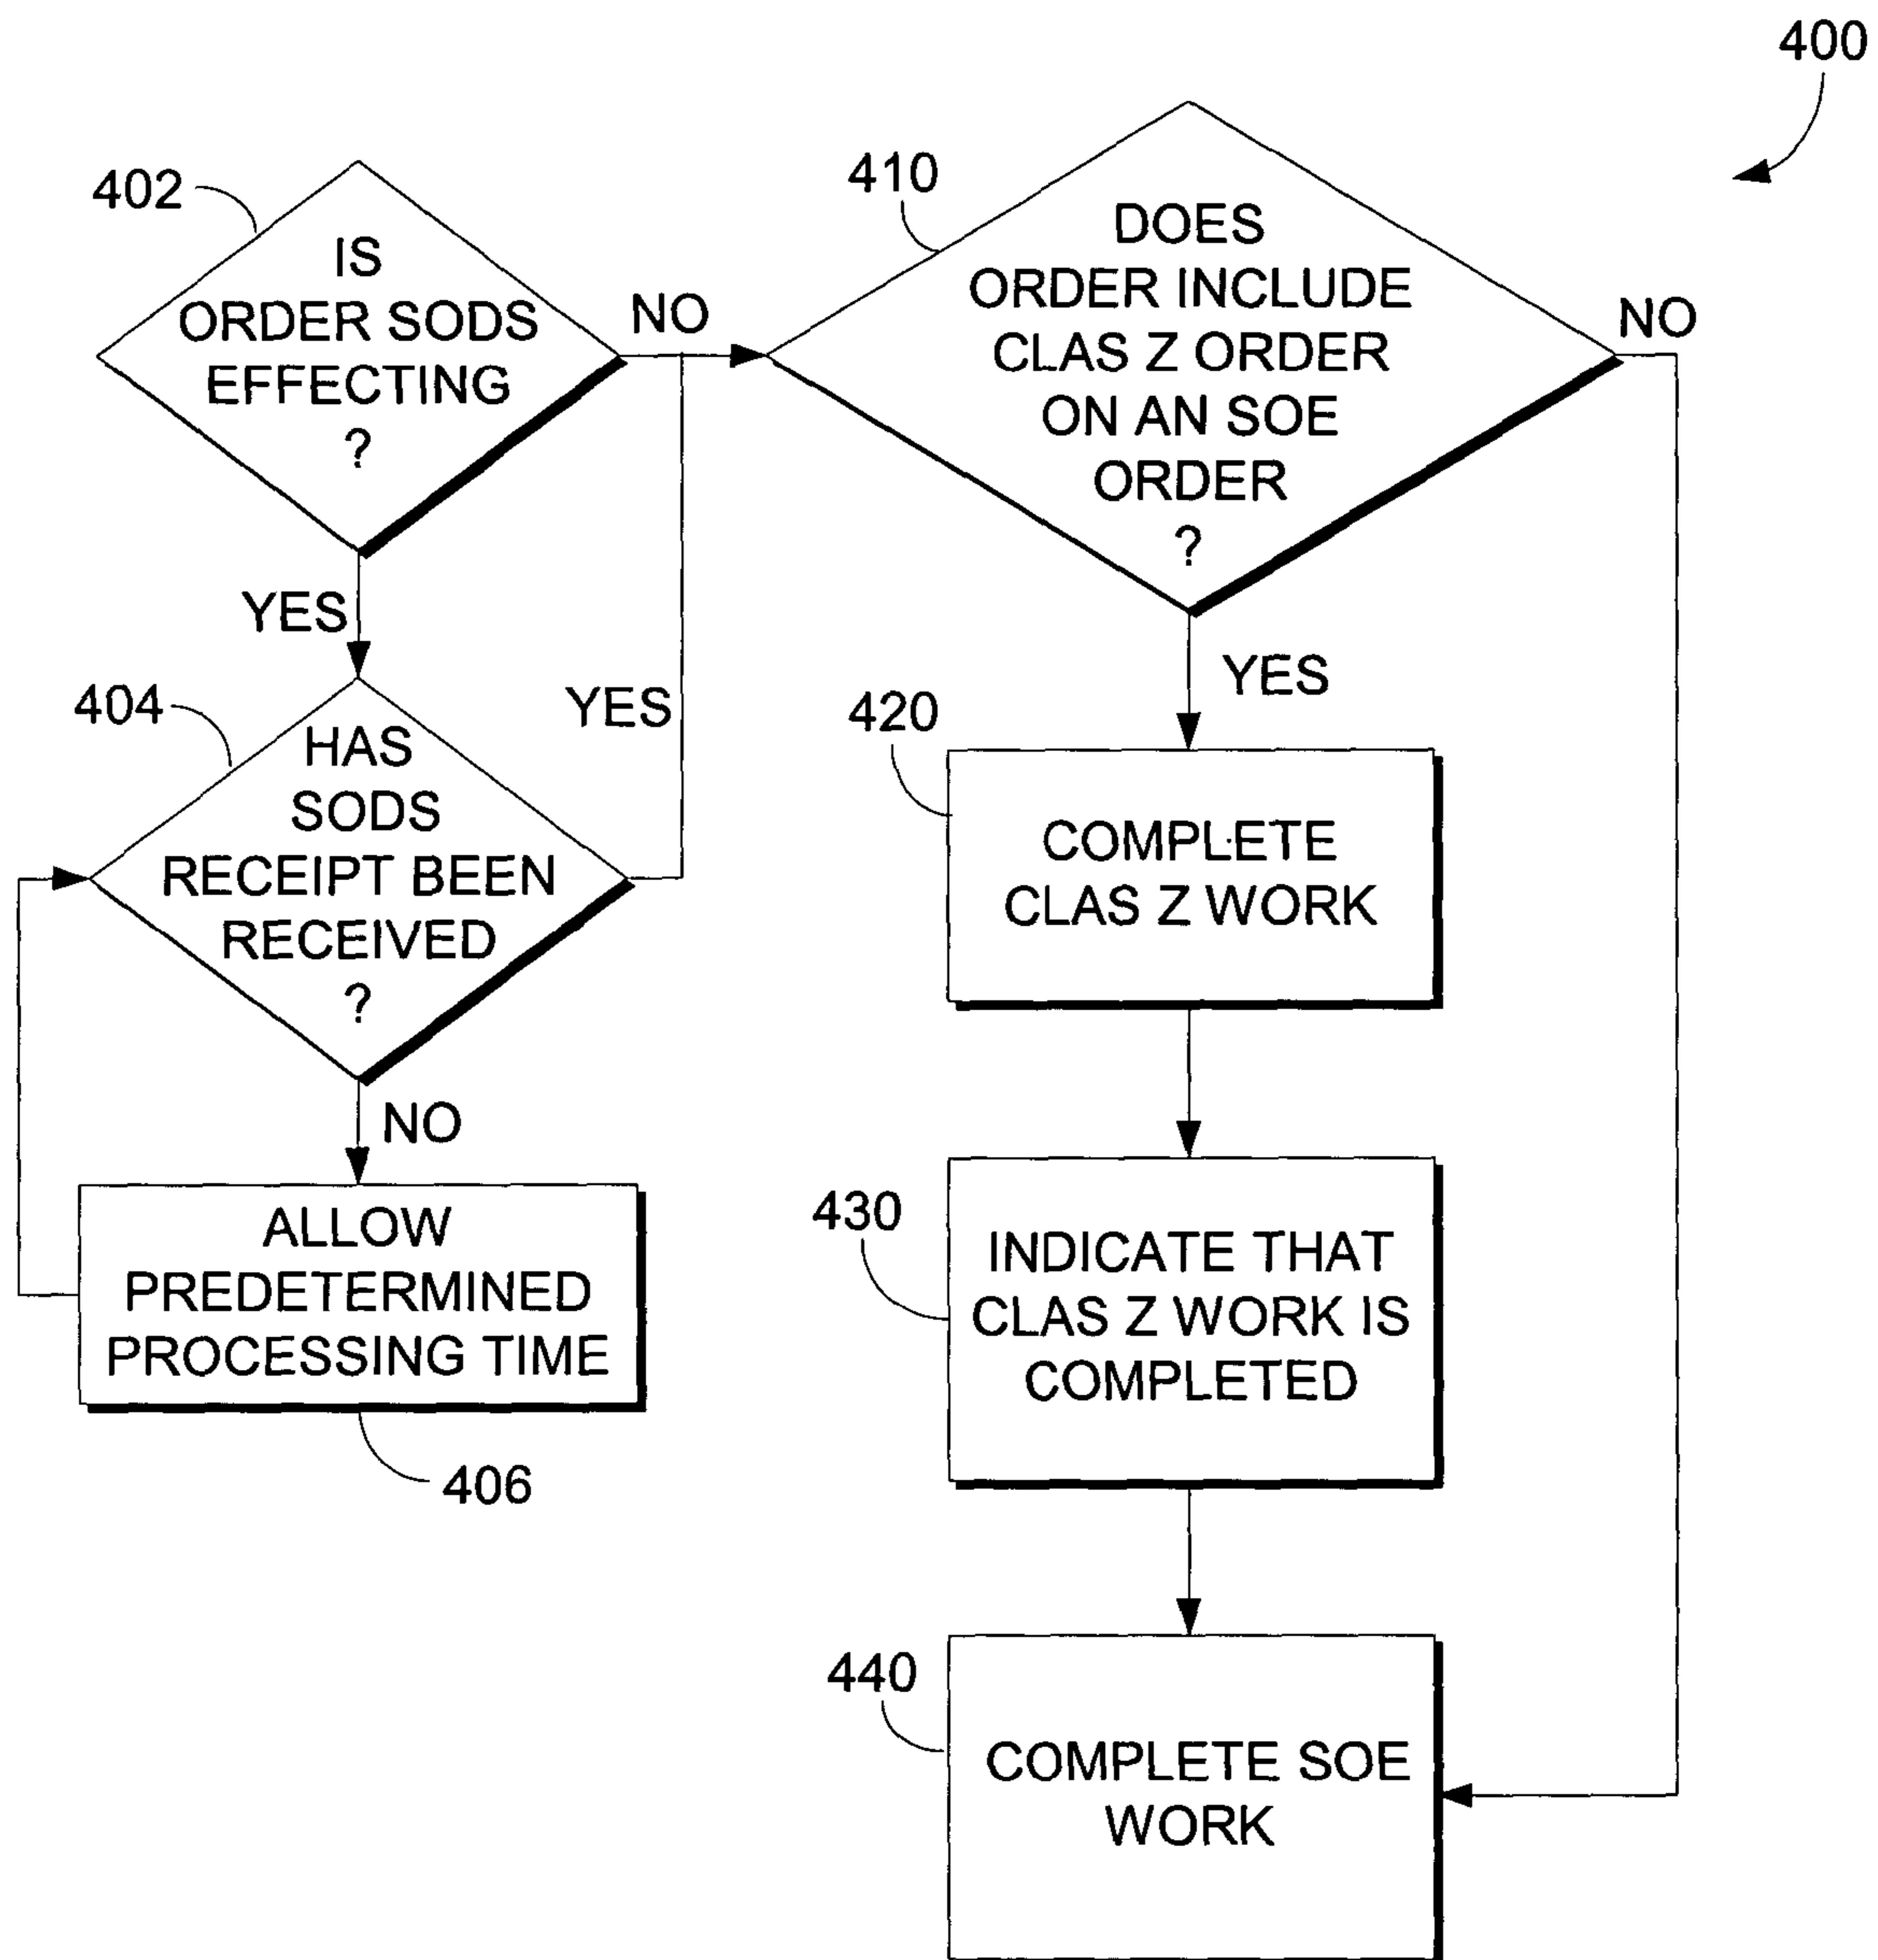 400
402
IS
ORDER SODS
EFFECTING
?
NO
YES
404
HAS
SODS
RECEIPT BEEN
RECEIVED
?
YES
NO
ALLOW
PREDETERMINED
PROCESSING TIME
406
410
DOES
ORDER INCLUDE
CLAS Z ORDER
ON AN SOE
ORDER
?
NO
YES
420
COMPLETE
CLAS Z WORK
430
INDICATE THAT
CLAS Z WORK IS
COMPLETED
440
COMPLETE SOE
WORK